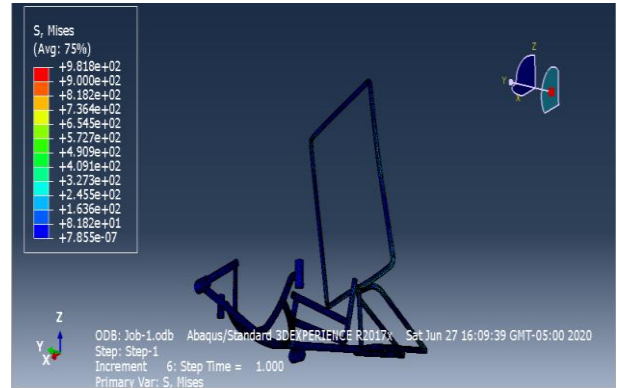 S, Mises
(Avg: 75%)
+9.818e+02
+9.000e+02
+8.182e+02
+7.364e+02
+6.545e+02
+5.727e+02
+4.909e+02
+4.091e+02
+3.273e+02
+2.455e+02
+1.636e+02
+8.182e+01
+7.855e-07
Z
Y
X
Z
Y
X
ODB: Job-1.odb Abaqus/Standard 3DEXPERIENCE R2017x Sat Jun 27 16:09:39 GMT-05:00 2020
Step: Step-1
Increment 6: Step Time = 1.000
Primary Var: S, Mises